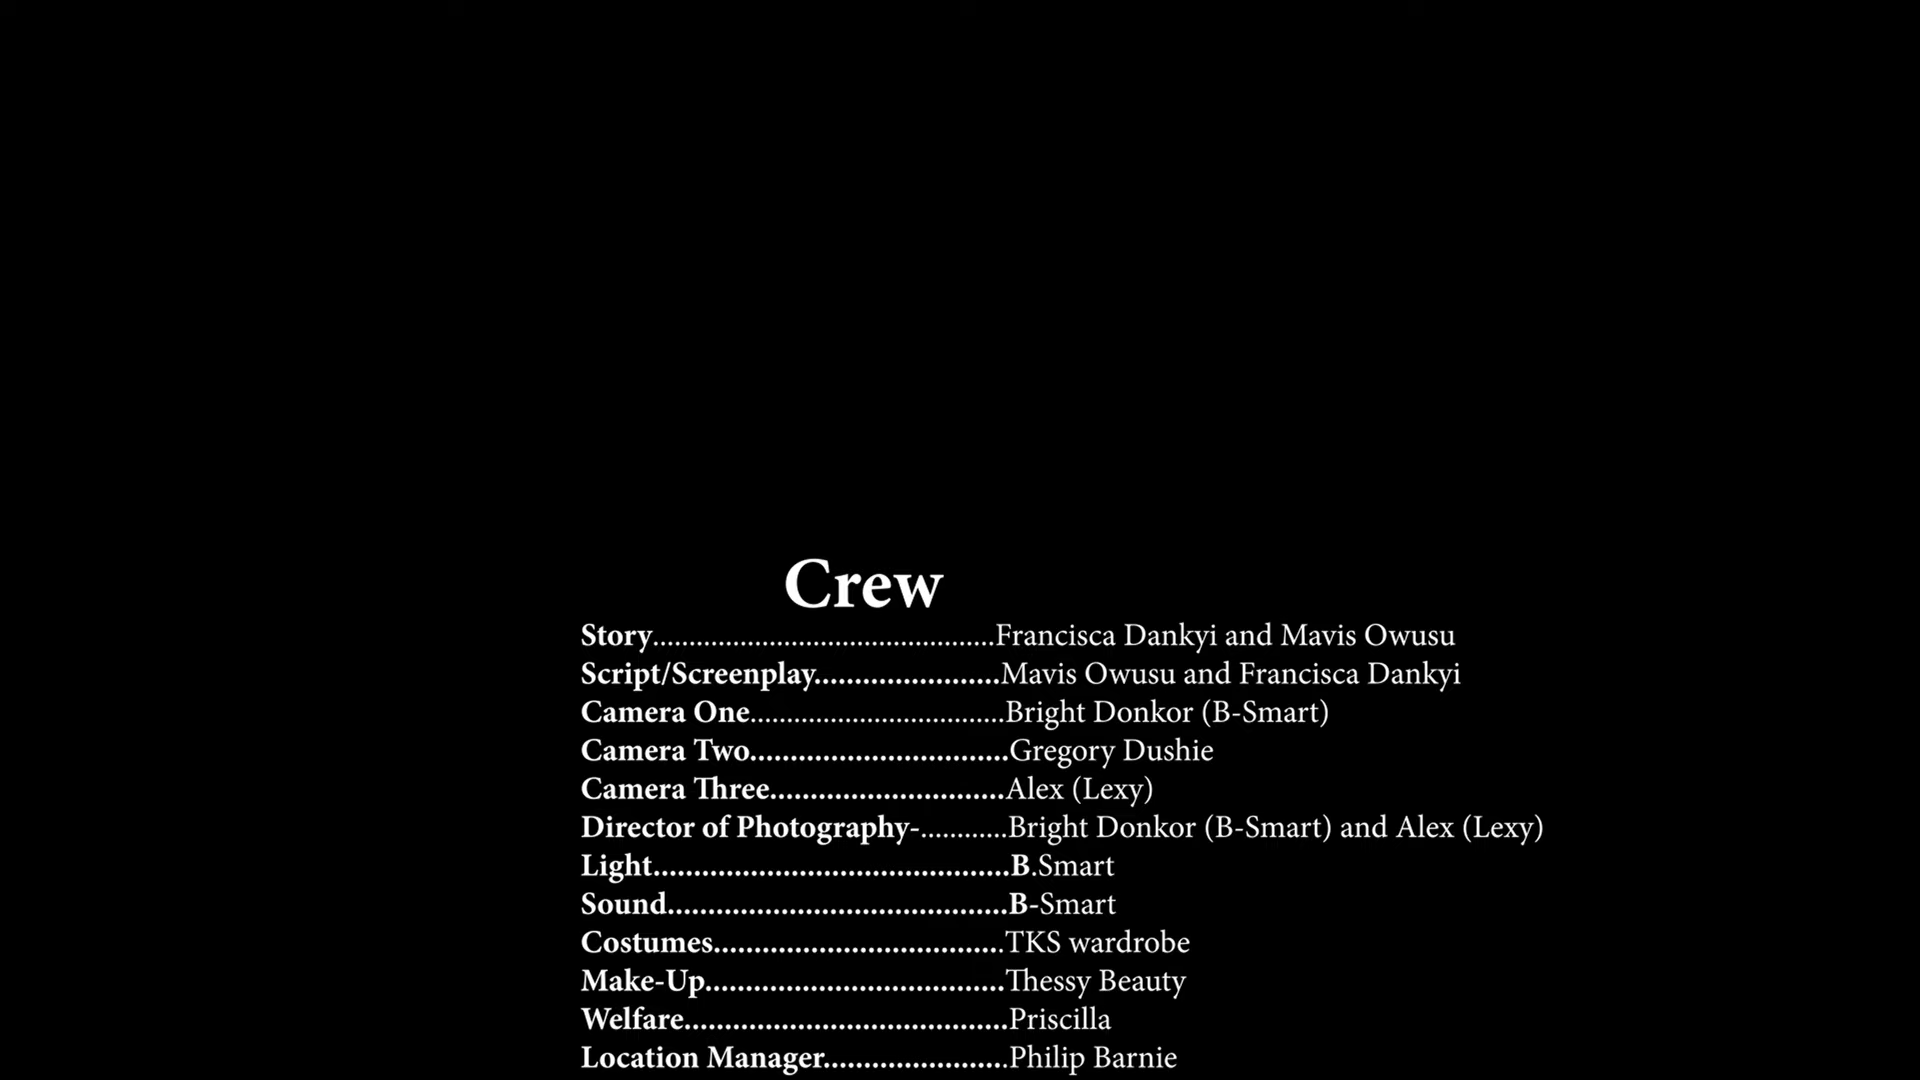 Crew
Story..........................................Francisca Dankyi and Mavis Owusu
Script/Screenplay.......................Mavis Owusu and Francisca Dankyi
Camera One...............................Bright Donkor (B-Smart)
Camera Two................................Gregory Dushie
Camera Three.............................Alex (Lexy)
Director of Photography-...........Bright Donkor (B-Smart) and Alex (Lexy)
Light............................................B.Smart
Sound..........................................B-Smart
Costumes....................................TKS wardrobe
Make-Up.....................................Thessy Beauty
Welfare........................................Priscilla
Location Manager.......................Philip Barnie